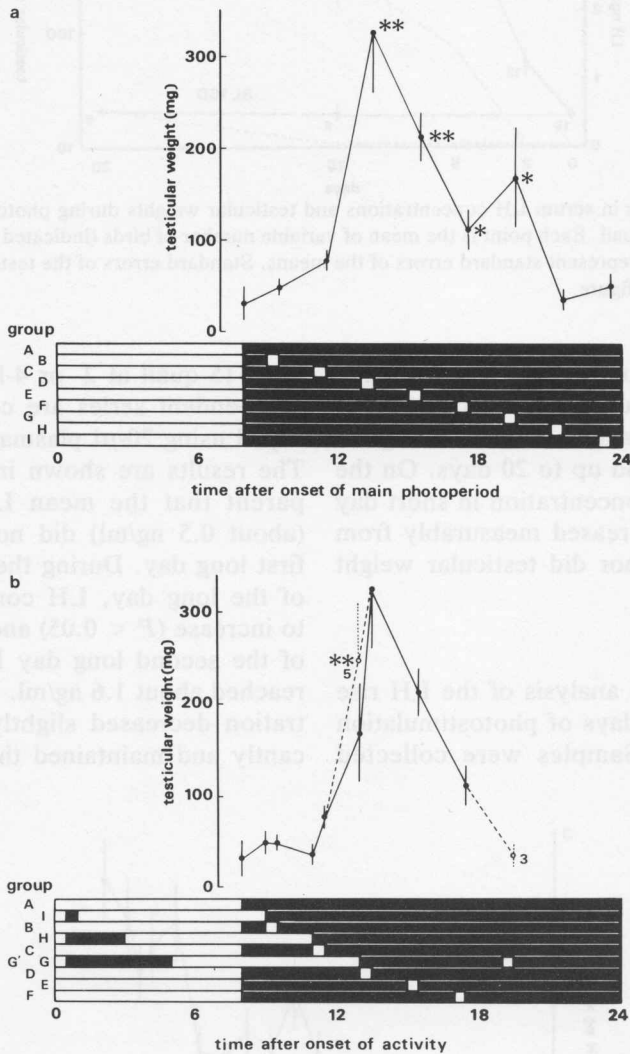 a
testicular weight (mg)
300
200
100
0
**
**
*
*
group
A
B
C
D
E
F
G
H
0
6
12
18
24
time after onset of main photoperiod
b
testicular weight (mg)
300
200
100
0
**
5
3
group
A
I
B
H
C
G' G
D
E
F
0
6
12
18
24
time after onset of activity